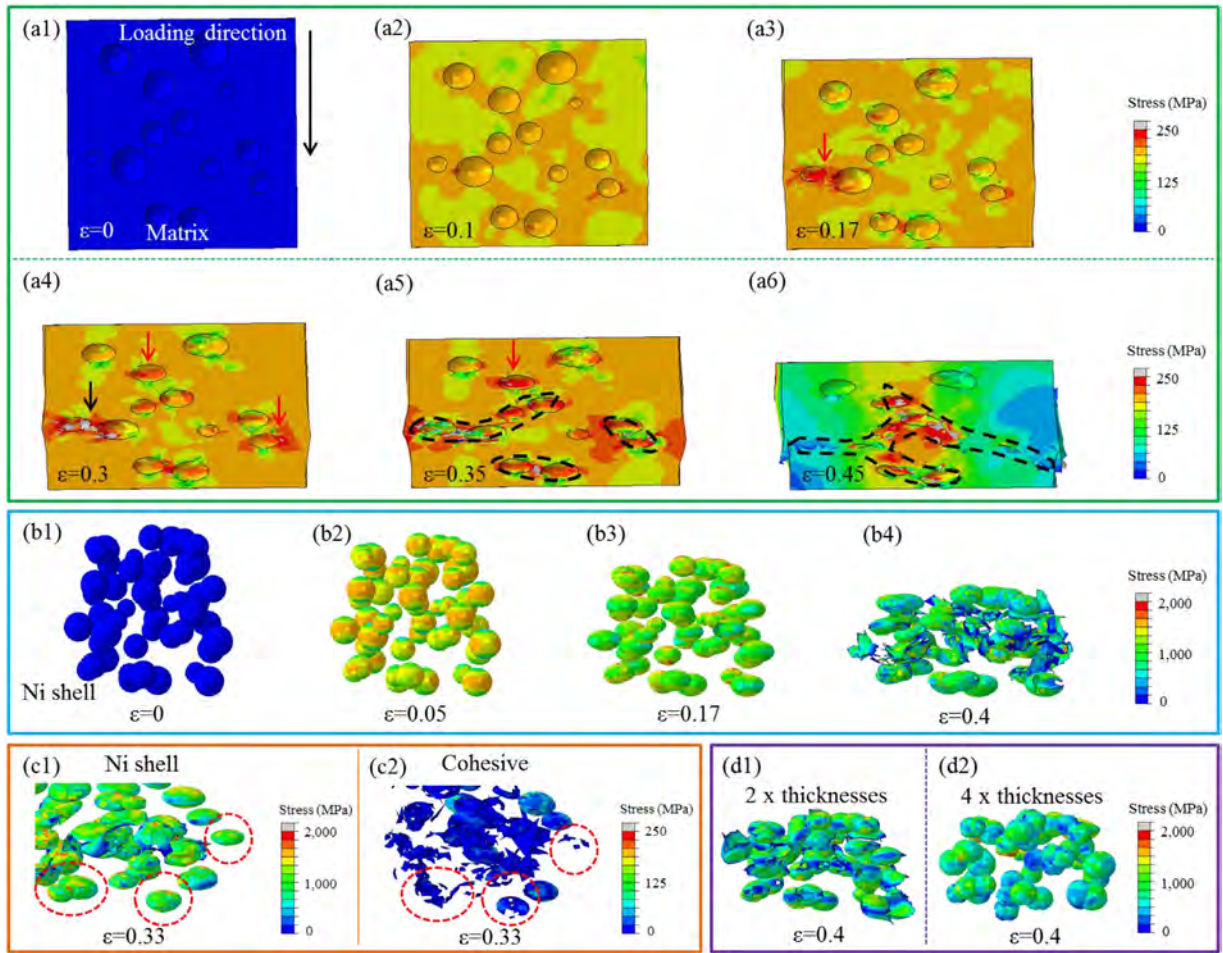 (a1)
Loading direction
(a2)
(a3)
Stress (MPa)
250
125
0
ε=0
Matrix
ε=0.1
ε=0.17
(a4)
(a5)
(a6)
Stress (MPa)
250
125
0
ε=0.3
ε=0.35
ε=0.45
(b1)
(b2)
(b3)
(b4)
Stress (MPa)
2,000
1,000
0
Ni shell
ε=0
ε=0.05
ε=0.17
ε=0.4
(c1)
Ni shell
Stress (MPa)
2,000
1,000
0
ε=0.33
(c2)
Cohesive
Stress (MPa)
250
125
0
ε=0.33
(d1)
2 x thicknesses
ε=0.4
(d2)
4 x thicknesses
Stress (MPa)
2,000
1,000
0
ε=0.4